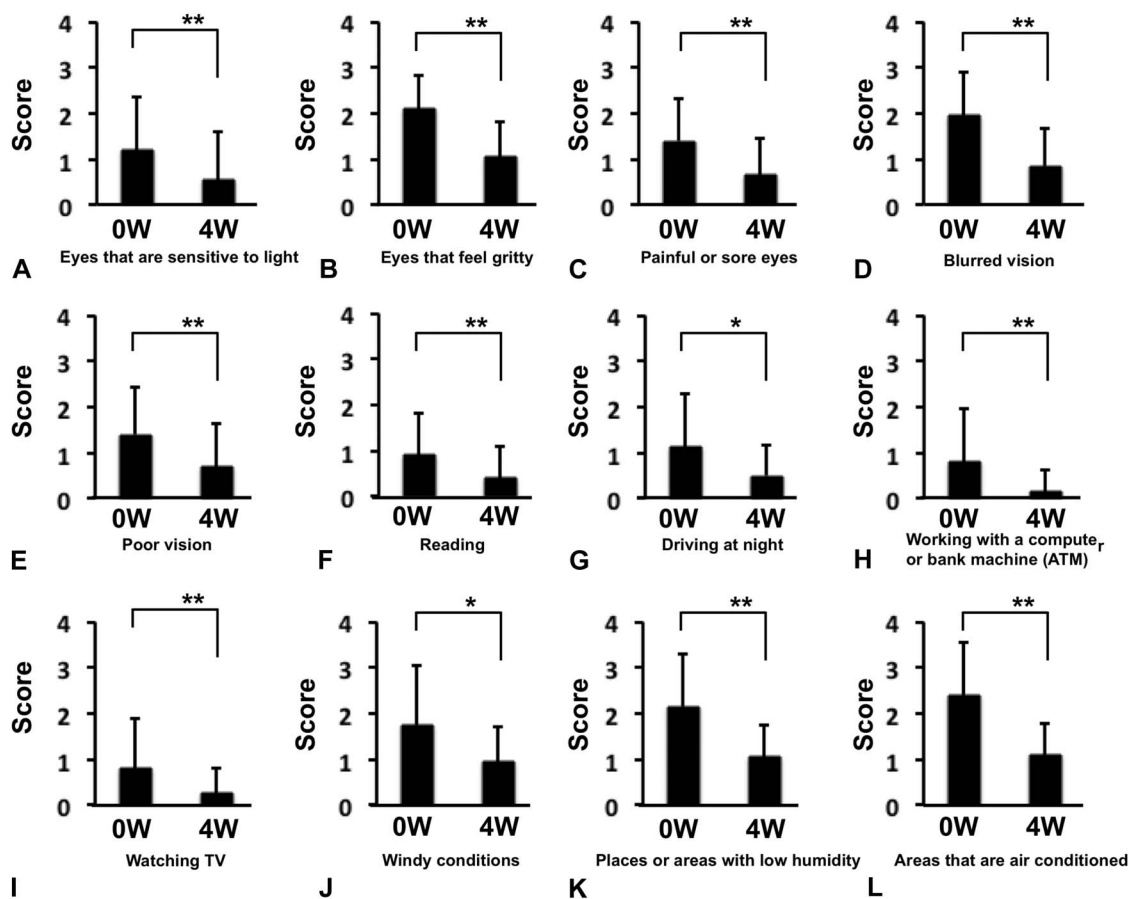 4
3
2
1
0
Score
**
0W 4W
A Eyes that are sensitive to light
4
3
2
1
0
Score
**
0W 4W
B Eyes that feel gritty
4
3
2
1
0
Score
**
0W 4W
C Painful or sore eyes
4
3
2
1
0
Score
**
0W 4W
D Blurred vision
4
3
2
1
0
Score
**
0W 4W
E Poor vision
4
3
2
1
0
Score
**
0W 4W
F Reading
4
3
2
1
0
Score
*
0W 4W
G Driving at night
4
3
2
1
0
Score
**
0W 4W
H Working with a computer
or bank machine (ATM)
4
3
2
1
0
Score
**
0W 4W
I Watching TV
4
3
2
1
0
Score
*
0W 4W
J Windy conditions
4
3
2
1
0
Score
**
0W 4W
K Places or areas with low humidity
4
3
2
1
0
Score
**
0W 4W
L Areas that are air conditioned